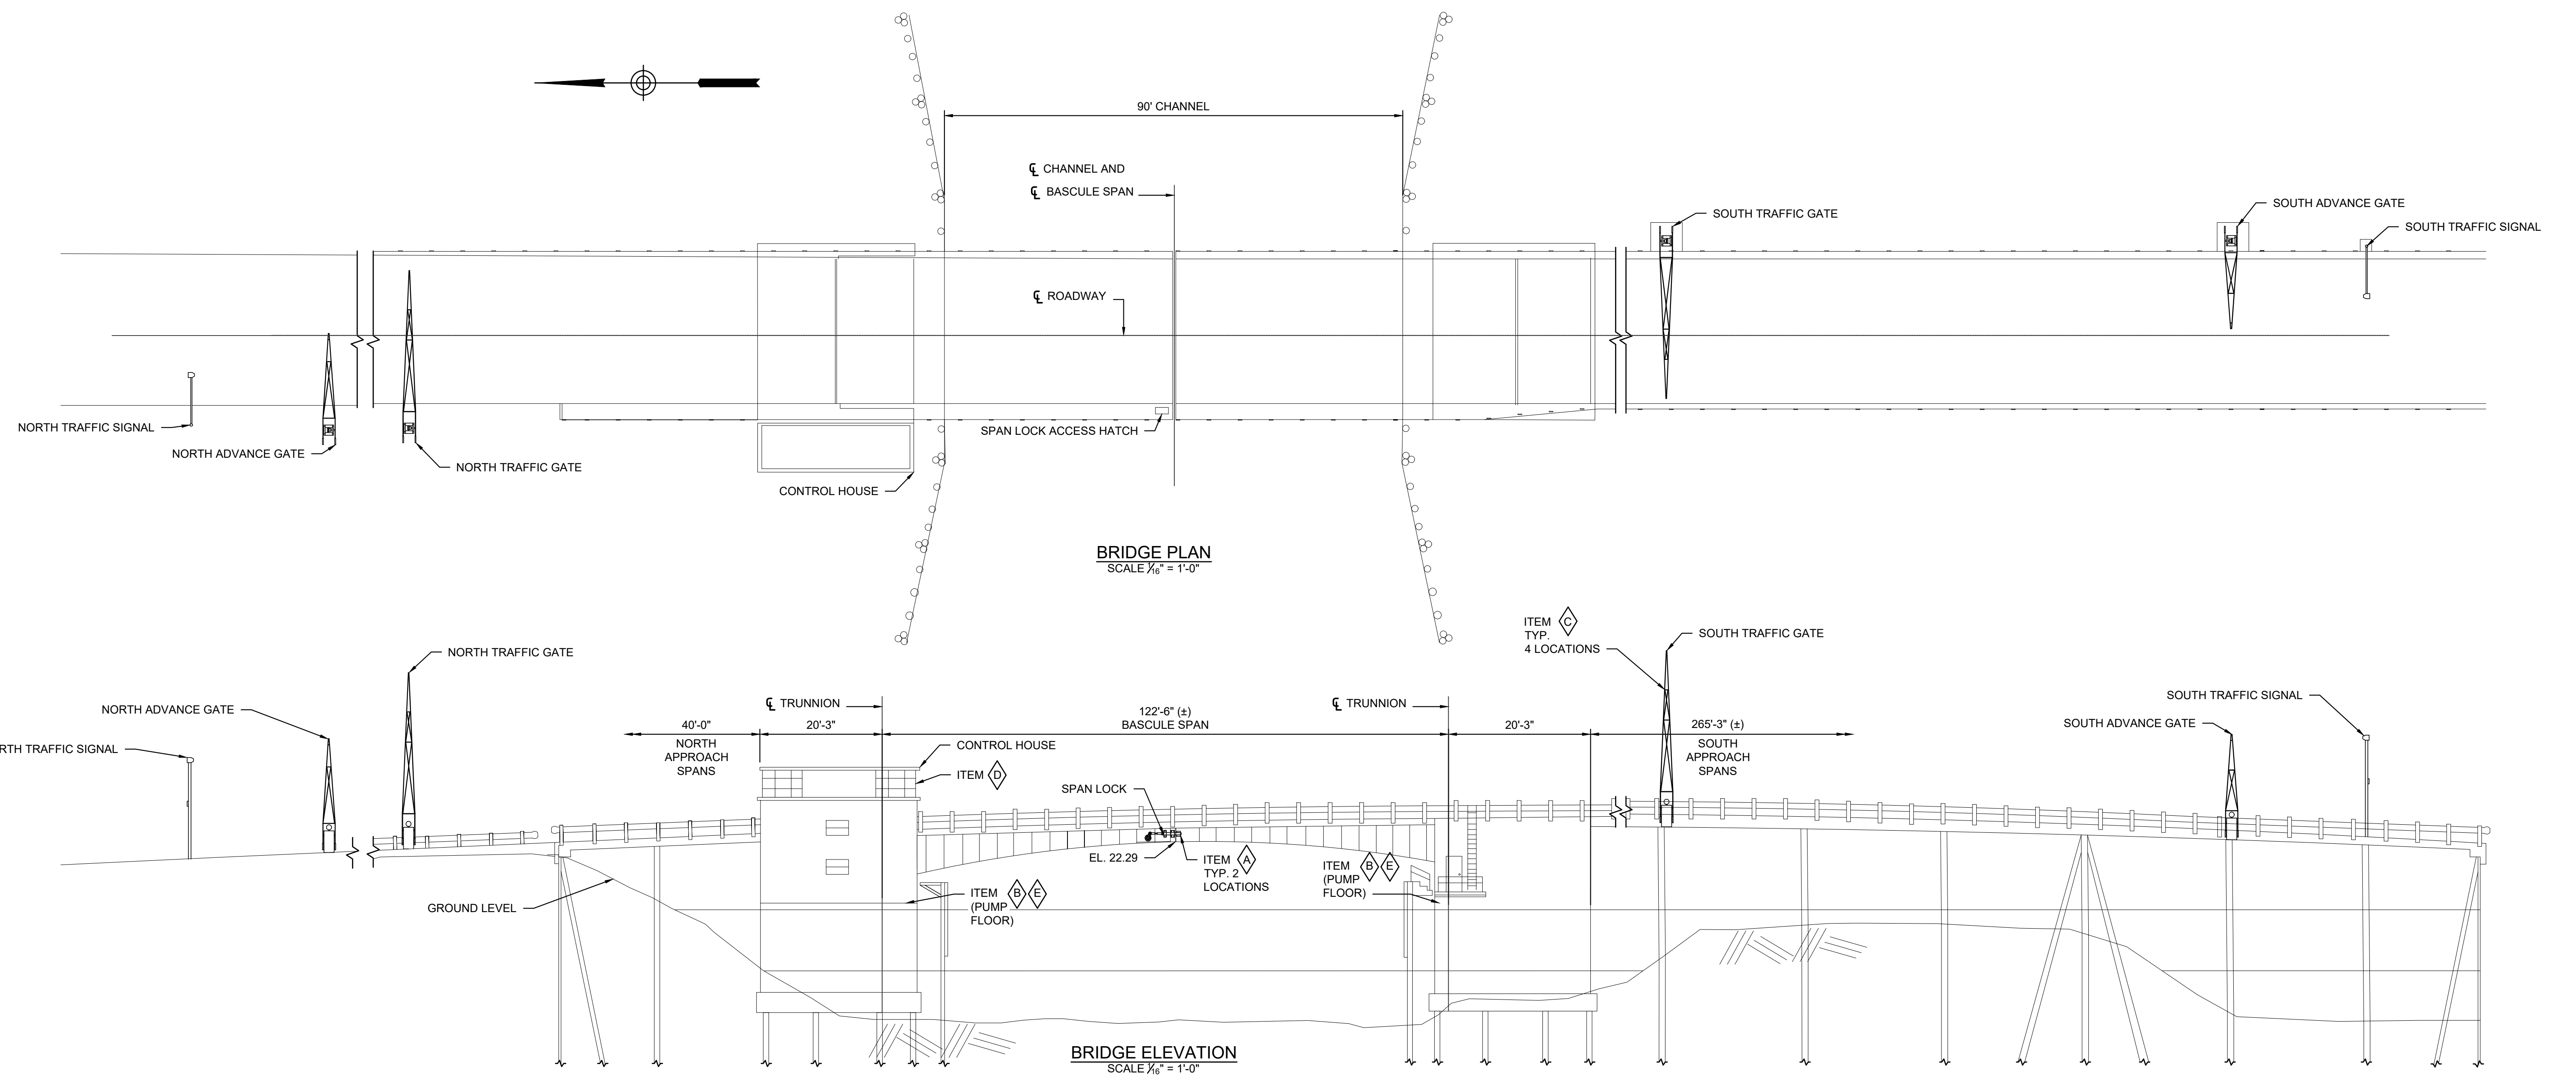 90' CHANNEL
℄ CHANNEL AND
℄ BASCULE SPAN
SOUTH TRAFFIC GATE
SOUTH ADVANCE GATE
SOUTH TRAFFIC SIGNAL
℄ ROADWAY
NORTH TRAFFIC SIGNAL
NORTH ADVANCE GATE
NORTH TRAFFIC GATE
SPAN LOCK ACCESS HATCH
CONTROL HOUSE
BRIDGE PLAN
SCALE 1/16" = 1'-0"
ITEM C
TYP.
4 LOCATIONS
SOUTH TRAFFIC GATE
NORTH TRAFFIC GATE
NORTH ADVANCE GATE
RTH TRAFFIC SIGNAL
℄ TRUNNION
℄ TRUNNION
40'-0"
NORTH
APPROACH
SPANS
20'-3"
122'-6" (±)
BASCULE SPAN
20'-3"
265'-3" (±)
SOUTH
APPROACH
SPANS
SOUTH TRAFFIC SIGNAL
SOUTH ADVANCE GATE
CONTROL HOUSE
ITEM D
SPAN LOCK
EL. 22.29
ITEM A
TYP. 2
LOCATIONS
ITEM B E
(PUMP
FLOOR)
ITEM B E
(PUMP
FLOOR)
GROUND LEVEL
BRIDGE ELEVATION
SCALE 1/16" = 1'-0"